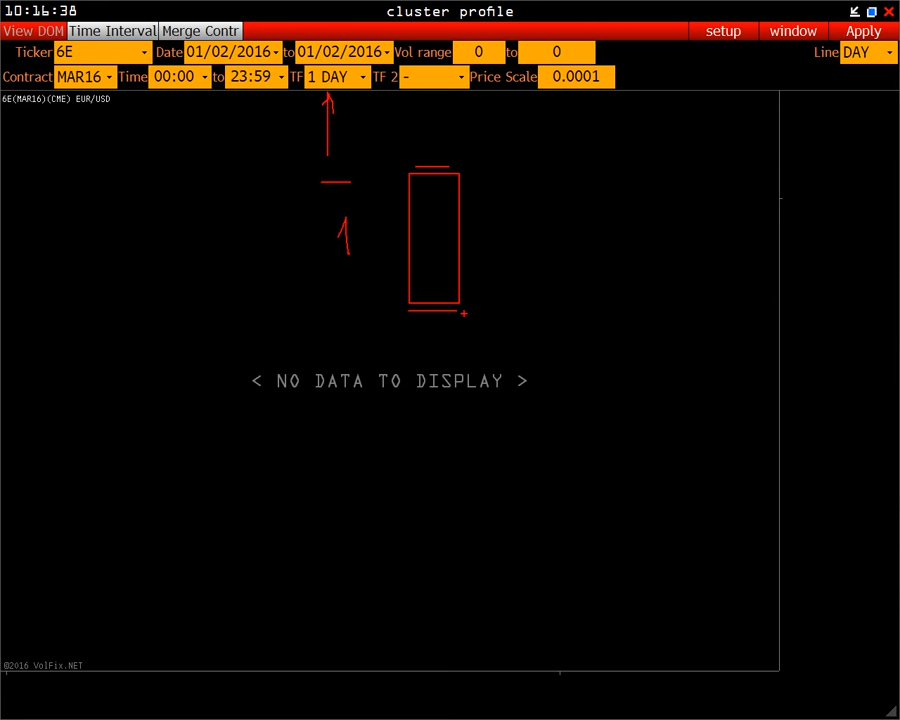 10:16:38 cluster profile
View DOM Time Interval Merge Contr setup window Apply
Ticker 6E Date 01/02/2016 to 01/02/2016 Vol range 0 to 0 Line DAY
Contract MAR16 Time 00:00 to 23:59 TF 1 DAY TF 2 - Price Scale 0.0001
6E(MAR16)(CME) EUR/USD
1
< NO DATA TO DISPLAY >
©2016 VolFix.NET